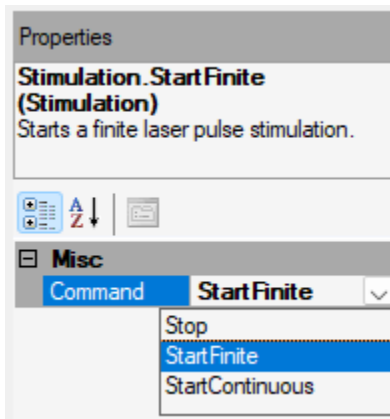 Properties
Stimulation.StartFinite
(Stimulation)
Starts a finite laser pulse stimulation.
A
Z
Misc
Command StartFinite
Stop
StartFinite
StartContinuous